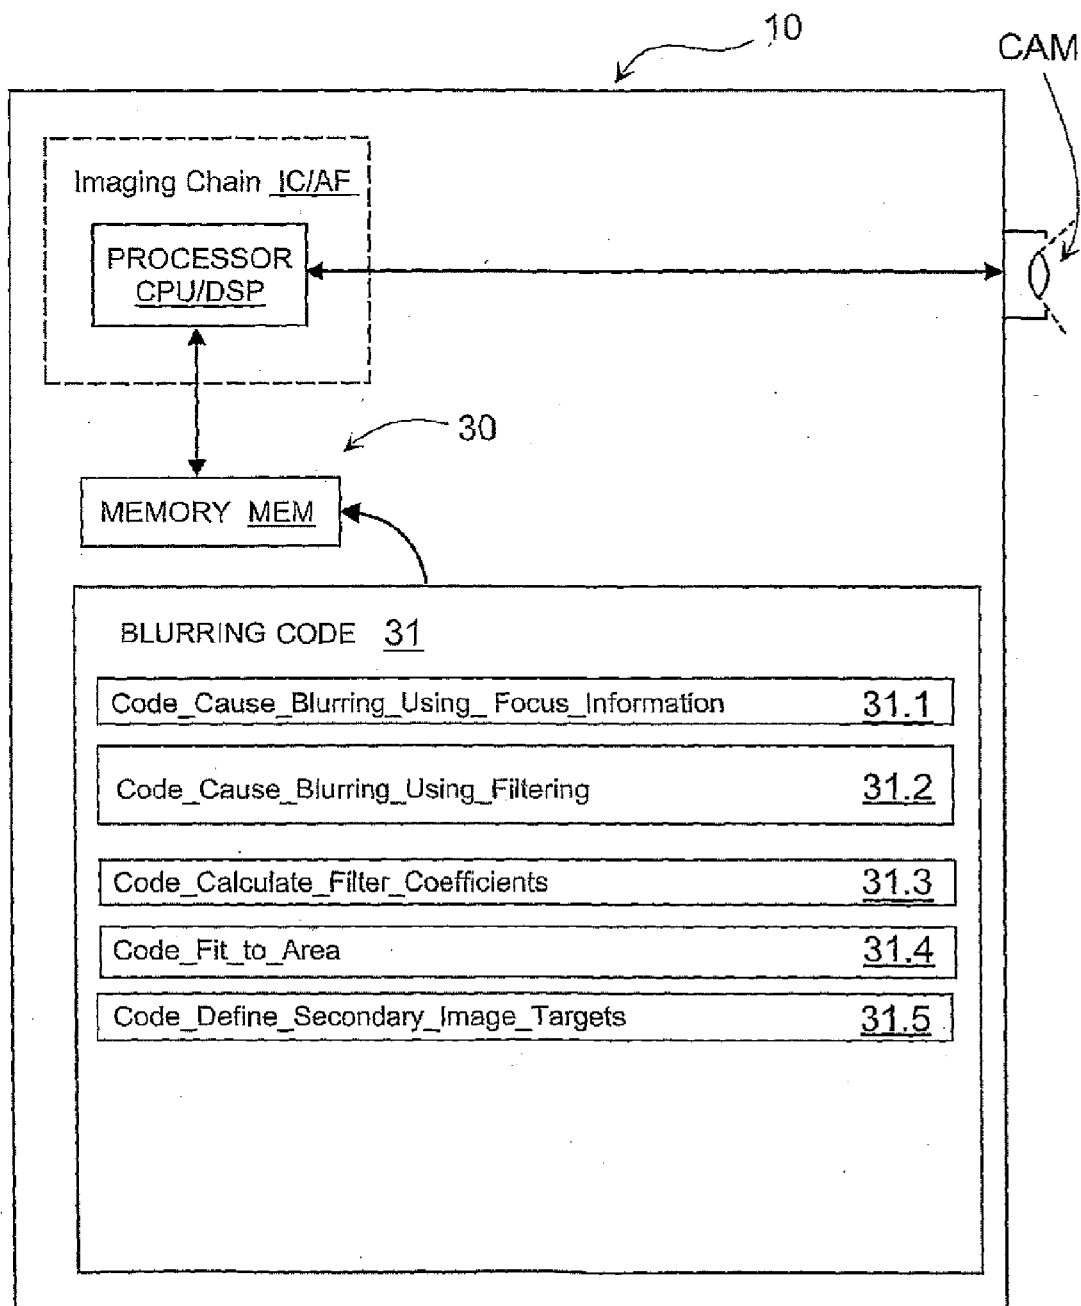 10
CAM
Imaging Chain IC/AF
PROCESSOR
CPU/DSP
30
MEMORY MEM
BLURRING CODE 31
Code_Cause_Blurring_Using_ Focus_Information 31.1
Code_Cause_Blurring_Using_Filtering 31.2
Code_Calculate_Filter_Coefficients 31.3
Code_Fit_to_Area 31.4
Code_Define_Secondary_Image_Targets 31.5